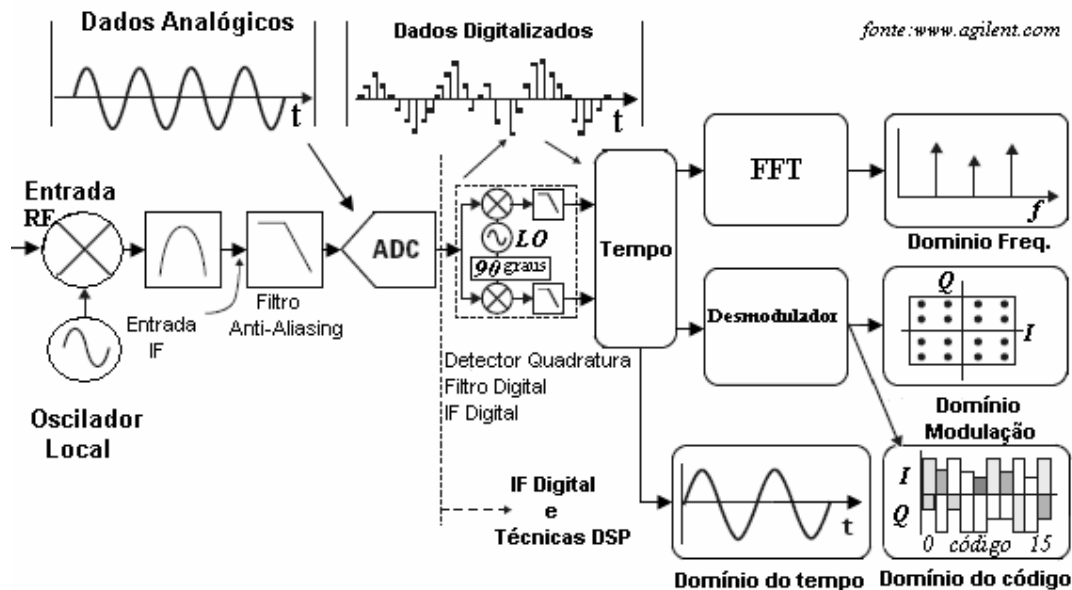 Dados Analógicos
Dados Digitalizados
fonte:www.agilent.com
t
t
Entrada
RF
ADC
LO
90 graus
Tempo
FFT
f
Dominio Freq.
Entrada
IF
Filtro
Anti-Aliasing
Oscilador
Local
Detector Quadratura
Filtro Digital
IF Digital
Desmodulador
Q
I
Domínio
Modulação
IF Digital
e
Técnicas DSP
t
Domínio do tempo
I
Q
0 código 15
Domínio do código